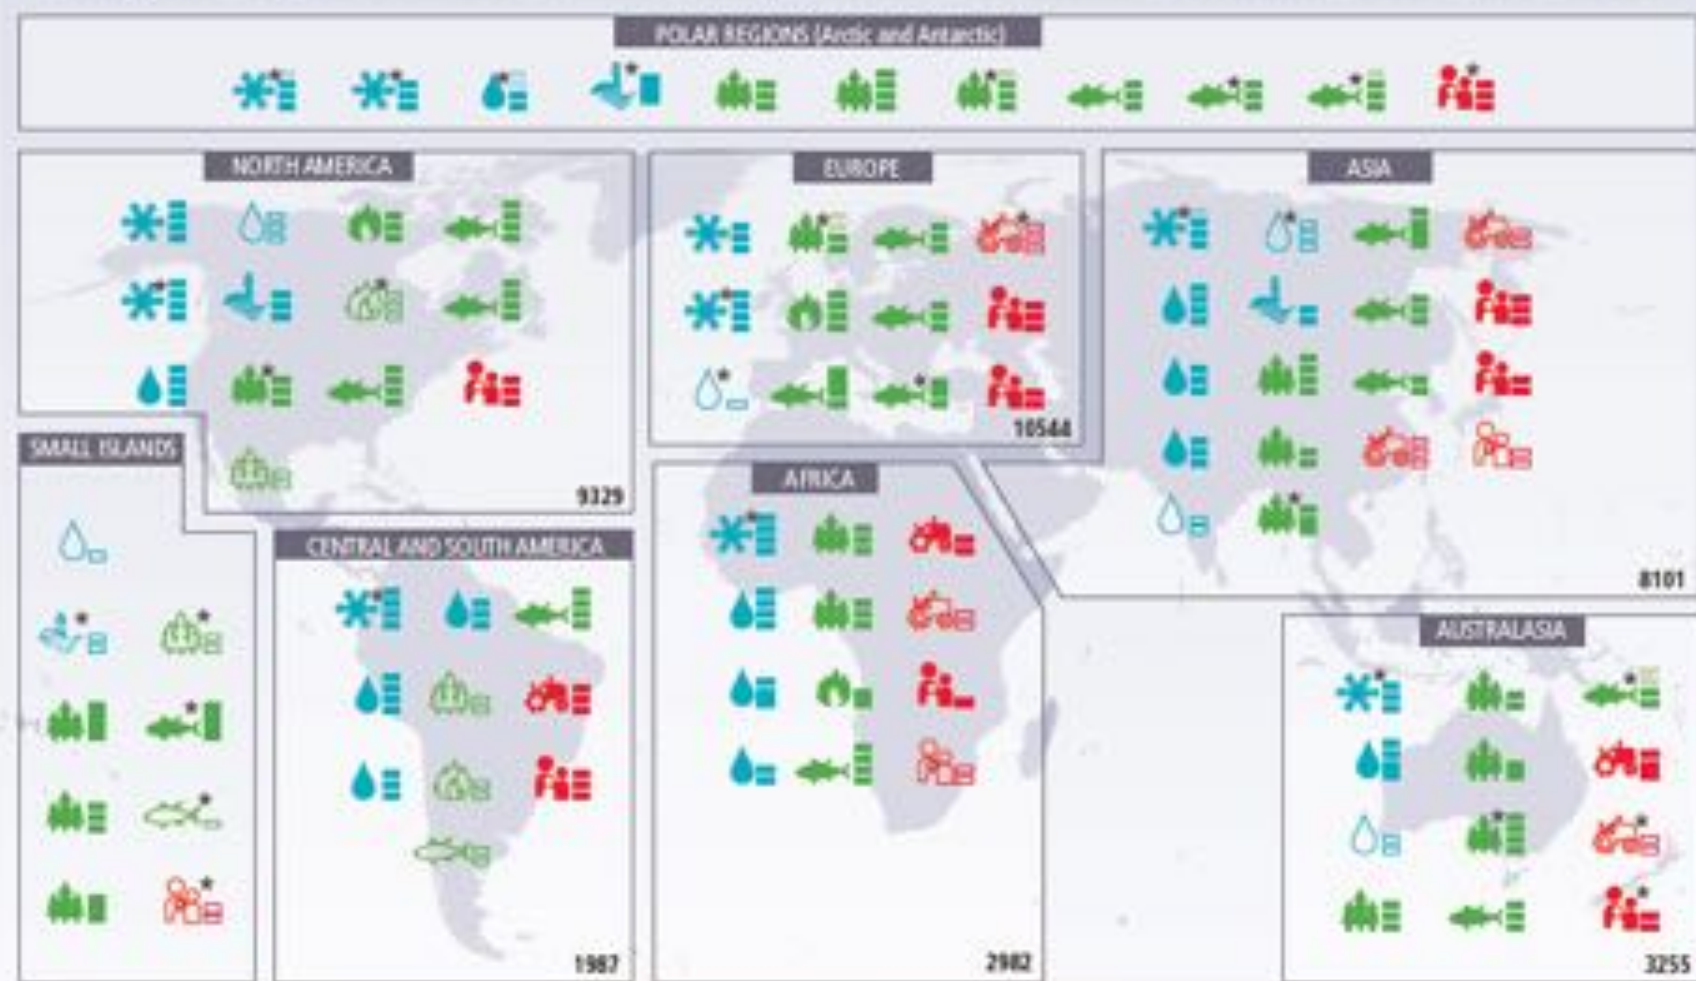 POLAR REGIONS (Arctic and Antarctic)
NORTH AMERICA
EUROPE
ASIA
10544
SMALL ISLANDS
AFRICA
9329
CENTRAL AND SOUTH AMERICA
8101
AUSTRALASIA
1987
2982
3255